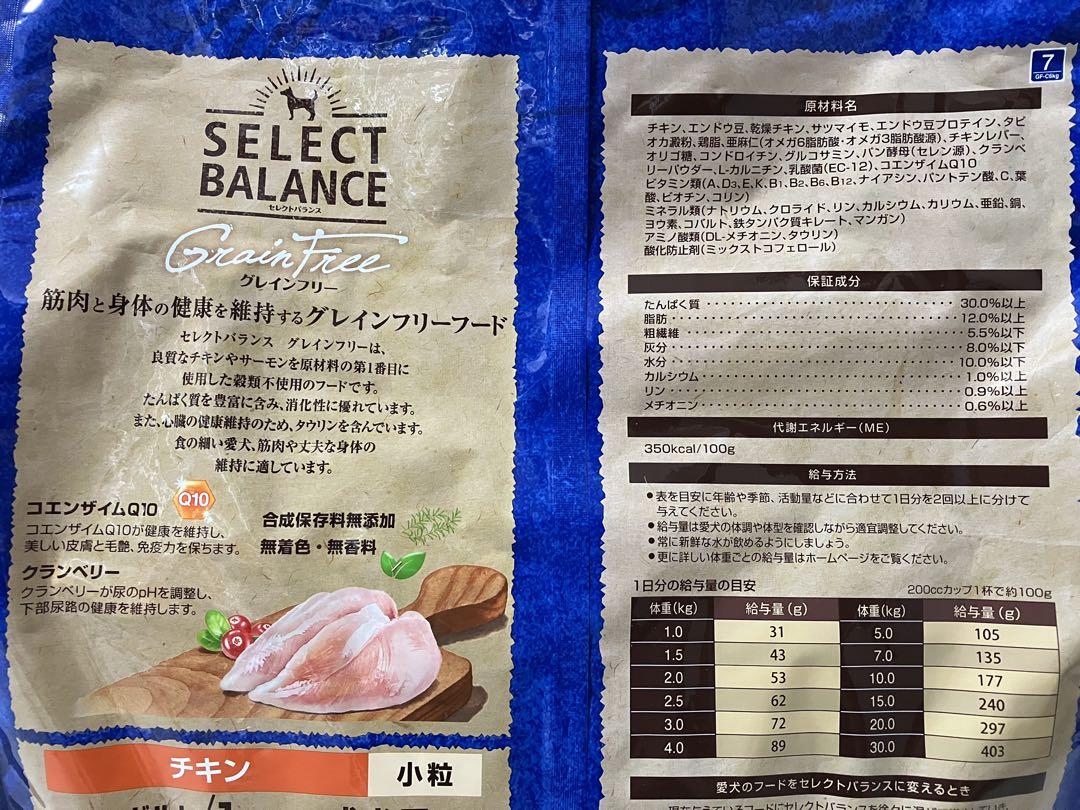 SELECT
BALANCE
セレクトバランス
GrainFree
グレインフリー
筋肉と身体の健康を維持するグレインフリーフード
セレクトバランス グレインフリーは、
良質なチキンやサーモンを原材料の第1番目に
使用した穀類不使用のフードです。
たんぱく質を豊富に含み、消化性に優れています。
また、心臓の健康維持のため、タウリンを含んでいます。
食の細い愛犬、筋肉や丈夫な身体の
維持に適しています。
コエンザイムQ10
Q10
コエンザイムQ10が健康を維持し、
美しい皮膚と毛艶、免疫力を保ちます。
クランベリー
クランベリーが尿のpHを調整し、
下部尿路の健康を維持します。
合成保存料無添加
無着色・無香料
チキン
小粒
7
GF-C6kg
原材料名
チキン、エンドウ豆、乾燥チキン、サツマイモ、エンドウ豆プロテイン、タピ
オカ澱粉、鶏脂、亜麻仁(オメガ6脂肪酸・オメガ3脂肪酸源)、チキンレバー、
オリゴ糖、コンドロイチン、グルコサミン、パン酵母(セレン源)、クランベ
リーパウダー、L-カルニチン、乳酸菌(EC-12)、コエンザイムQ10
ビタミン類(A、D3、E、K、B1、B2、B6、B12、ナイアシン、パントテン酸、C、葉
酸、ビオチン、コリン)
ミネラル類(ナトリウム、クロライド、リン、カルシウム、カリウム、亜鉛、銅、
ヨウ素、コバルト、鉄タンパク質キレート、マンガン)
アミノ酸類(DL-メチオニン、タウリン)
酸化防止剤(ミックストコフェロール)
保証成分
たんぱく質 30.0%以上
脂肪 12.0%以上
粗繊維 5.5%以下
灰分 8.0%以下
水分 10.0%以下
カルシウム 1.0%以上
リン 0.9%以上
メチオニン 0.6%以上
代謝エネルギー(ME)
350kcal/100g
給与方法
●表を目安に年齢や季節、活動量などに合わせて1日分を2回以上に分けて
与えてください。
●給与量は愛犬の体調や体型を確認しながら適宜調整してください。
●常に新鮮な水が飲めるようにしましょう。
●更に詳しい体重ごとの給与量はホームページをご覧ください。
1日分の給与量の目安 200ccカップ1杯で約100g
体重(kg) 給与量(g) 体重(kg) 給与量(g)
1.0 31 5.0 105
1.5 43 7.0 135
2.0 53 10.0 177
2.5 62 15.0 240
3.0 72 20.0 297
4.0 89 30.0 403
愛犬のフードをセレクトバランスに変えるとき